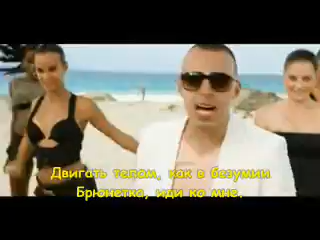 Двигать телом, как в безумии
Брюнетка, иди ко мне.